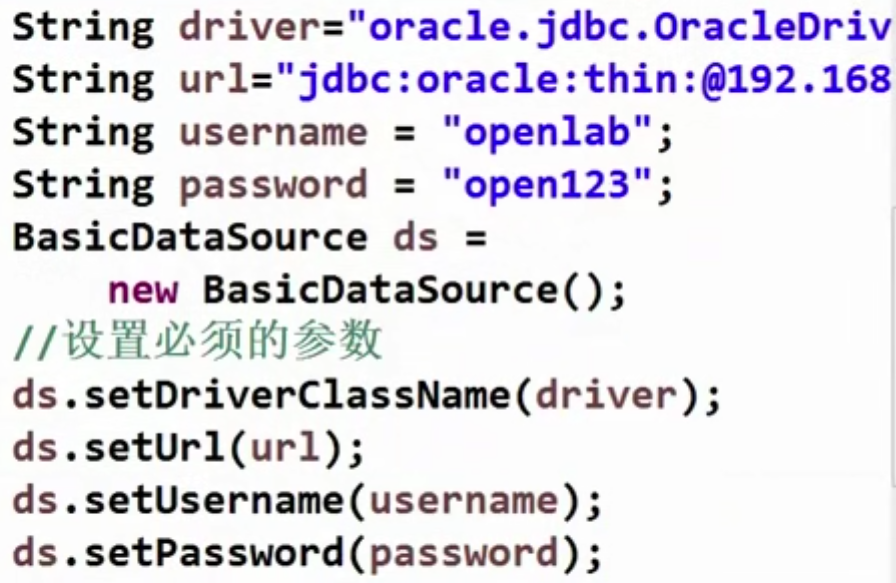 String driver="oracle.jdbc.OracleDriv
String url="jdbc:oracle:thin:@192.168
String username = "openlab";
String password = "open123";
BasicDataSource ds =
    new BasicDataSource();
//设置必须的参数
ds.setDriverClassName(driver);
ds.setUrl(url);
ds.setUsername(username);
ds.setPassword(password);